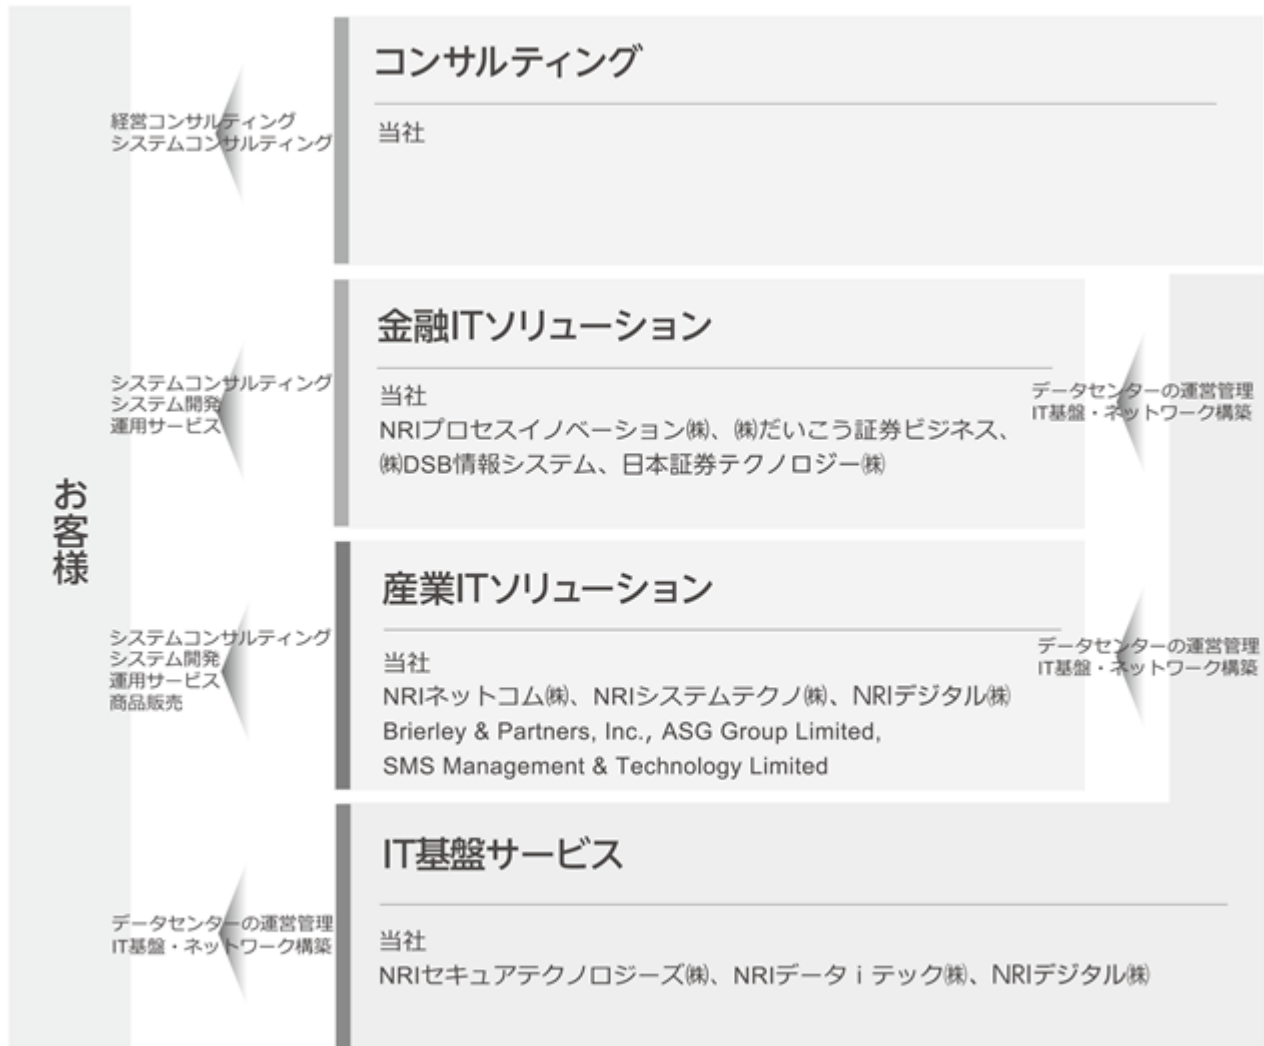 お客様
経営コンサルティング
システムコンサルティング
コンサルティング
当社
システムコンサルティング
システム開発
運用サービス
金融ITソリューション
当社
NRIプロセスイノベーション㈱、㈱だいこう証券ビジネス、
㈱DSB情報システム、日本証券テクノロジー㈱
データセンターの運営管理
IT基盤・ネットワーク構築
システムコンサルティング
システム開発
運用サービス
商品販売
産業ITソリューション
当社
NRIネットコム㈱、NRIシステムテクノ㈱、NRIデジタル㈱
Brierley & Partners, Inc., ASG Group Limited,
SMS Management & Technology Limited
データセンターの運営管理
IT基盤・ネットワーク構築
データセンターの運営管理
IT基盤・ネットワーク構築
IT基盤サービス
当社
NRIセキュアテクノロジーズ㈱、NRIデータ i テック㈱、NRIデジタル㈱